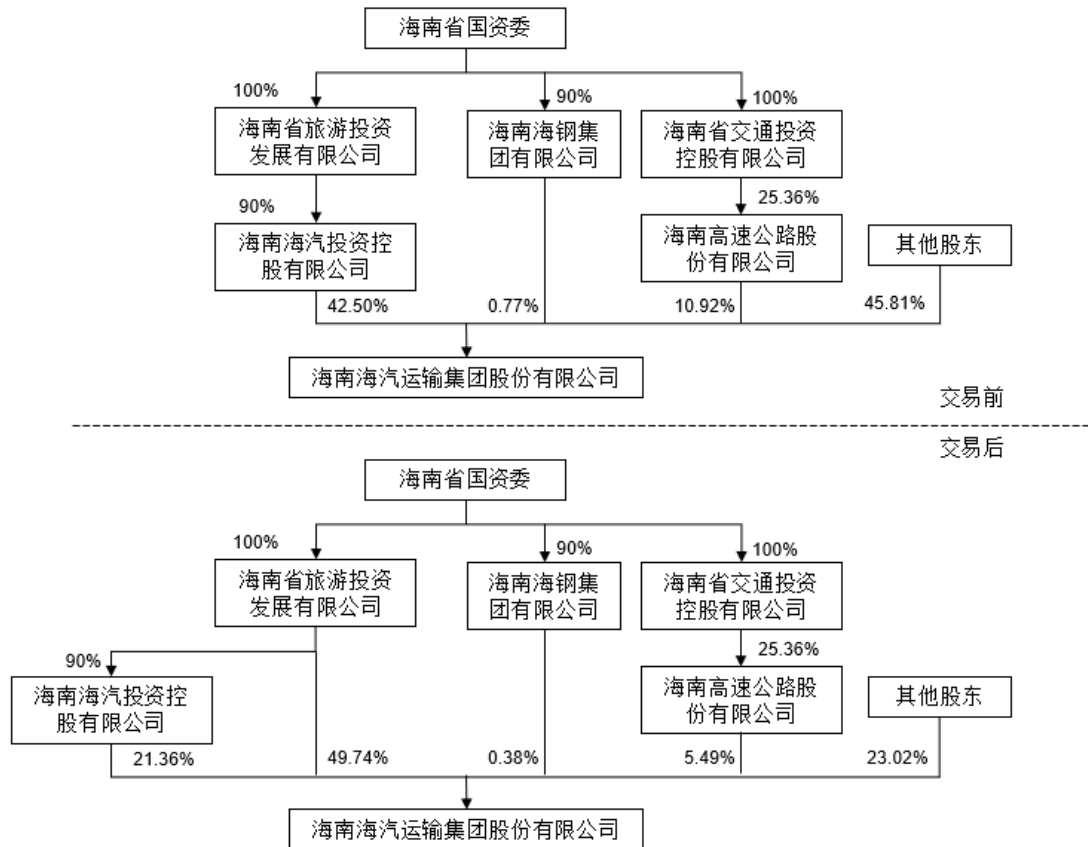 海南省国资委
100%
90%
100%
海南省旅游投资
发展有限公司
海南海钢集
团有限公司
海南省交通投资
控股有限公司
90%
25.36%
海南海汽投资控
股有限公司
海南高速公路股
份有限公司
其他股东
42.50%
0.77%
10.92%
45.81%
海南海汽运输集团股份有限公司
交易前
交易后
海南省国资委
100%
90%
100%
海南省旅游投资
发展有限公司
海南海钢集
团有限公司
海南省交通投资
控股有限公司
90%
25.36%
海南海汽投资控
股有限公司
海南高速公路股
份有限公司
其他股东
21.36%
49.74%
0.38%
5.49%
23.02%
海南海汽运输集团股份有限公司